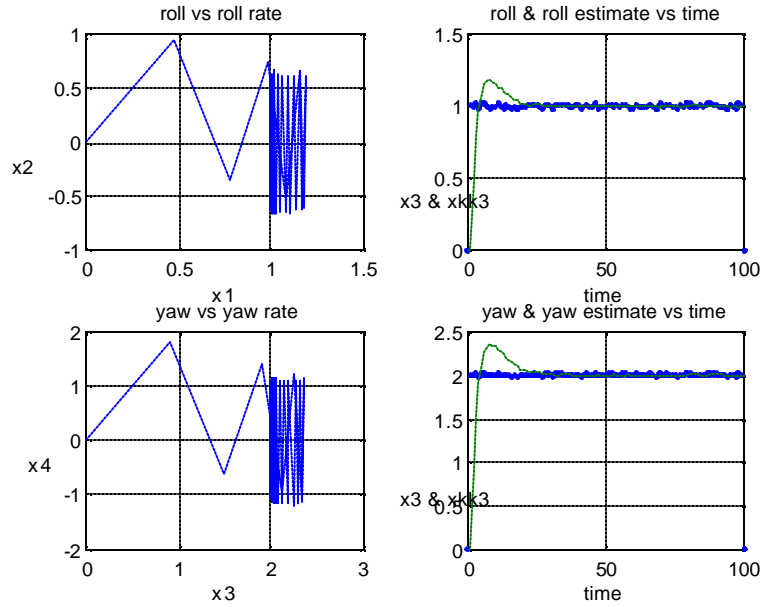 roll vs roll rate
1
0.5
0
-0.5
-1
x2
0
0.5
1
1.5
x1
roll & roll estimate vs time
1.5
1
0.5
0
x3 & xkk3
0
50
100
time
yaw vs yaw rate
2
1
0
-1
-2
x4
0
1
2
3
x3
yaw & yaw estimate vs time
2.5
2
1.5
1
0.5
0
x3 & xkk3
0
50
100
time